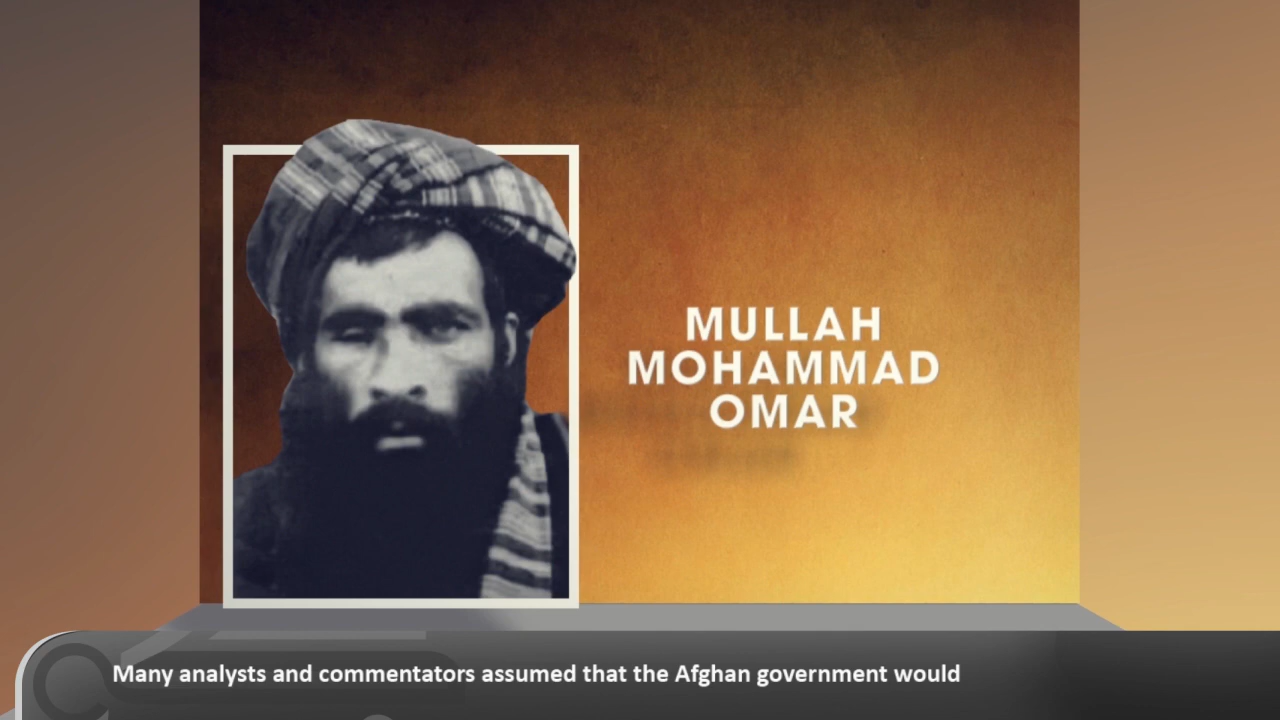 MULLAH
MOHAMMAD
OMAR
Many analysts and commentators assumed that the Afghan government would